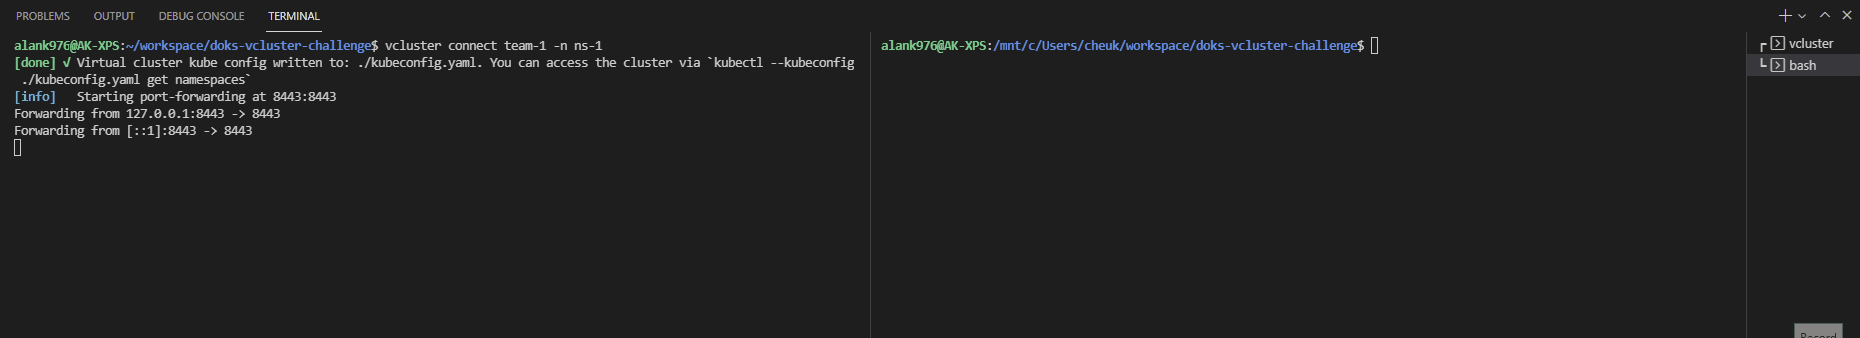 PROBLEMS OUTPUT DEBUG CONSOLE TERMINAL
alank976@AK-XPS:~/workspace/doks-vcluster-challenge$ vcluster connect team-1 -n ns-1
[done] √ Virtual cluster kube config written to: ./kubeconfig.yaml. You can access the cluster via `kubectl --kubeconfig
./kubeconfig.yaml get namespaces`
[info] Starting port-forwarding at 8443:8443
Forwarding from 127.0.0.1:8443 -> 8443
Forwarding from [::1]:8443 -> 8443
alank976@AK-XPS:/mnt/c/Users/cheuk/workspace/doks-vcluster-challenge$
vcluster
bash
Record